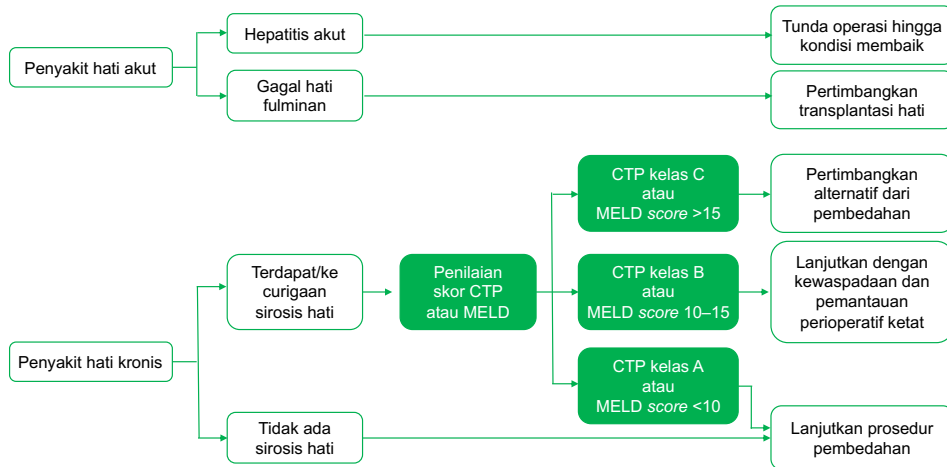 Penyakit hati akut
Hepatitis akut
Tunda operasi hingga
kondisi membaik
Gagal hati
fulminan
Pertimbangkan
transplantasi hati
Penyakit hati kronis
Terdapat/ke
curigaan
sirosis hati
Penilaian
skor CTP
atau MELD
CTP kelas C
atau
MELD score >15
Pertimbangkan
alternatif dari
pembedahan
CTP kelas B
atau
MELD score 10–15
Lanjutkan dengan
kewaspadaan dan
pemantauan
perioperatif ketat
CTP kelas A
atau
MELD score <10
Tidak ada
sirosis hati
Lanjutkan prosedur
pembedahan